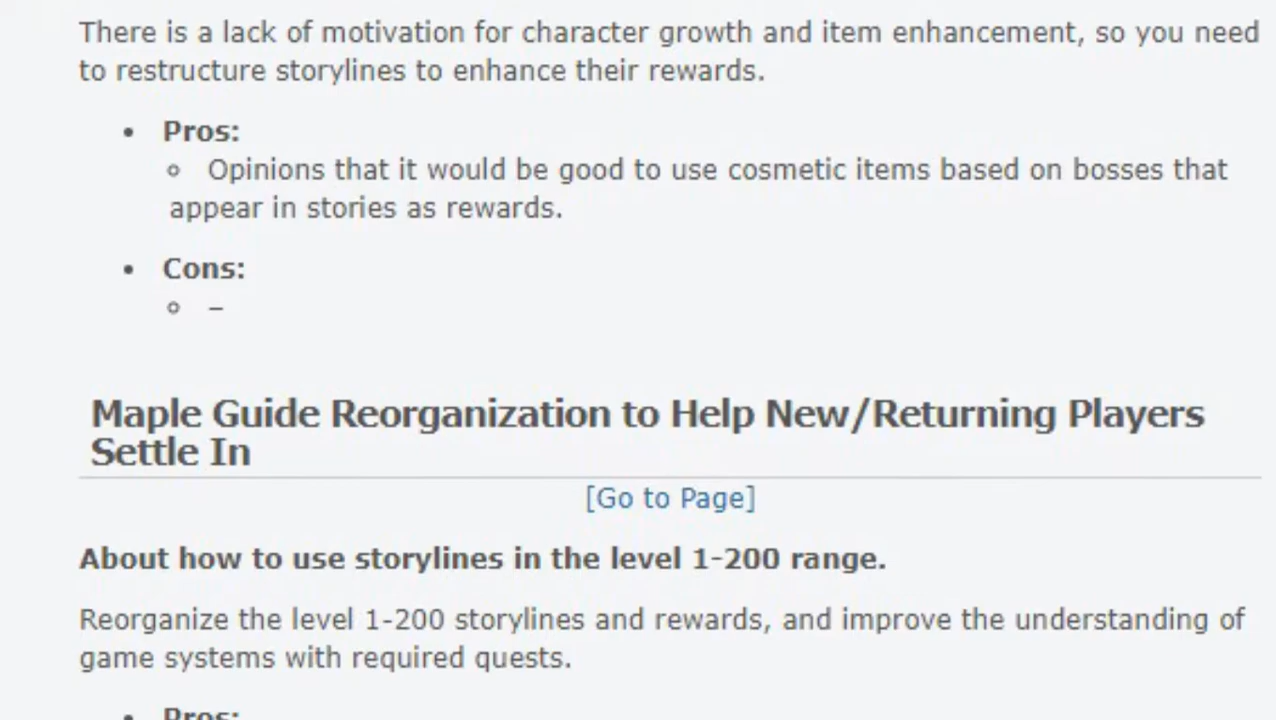 There is a lack of motivation for character growth and item enhancement, so you need
to restructure storylines to enhance their rewards.
• Pros:
◦ Opinions that it would be good to use cosmetic items based on bosses that
appear in stories as rewards.
• Cons:
◦ –
Maple Guide Reorganization to Help New/Returning Players
Settle In
[Go to Page]
About how to use storylines in the level 1-200 range.
Reorganize the level 1-200 storylines and rewards, and improve the understanding of
game systems with required quests.
• Pros: